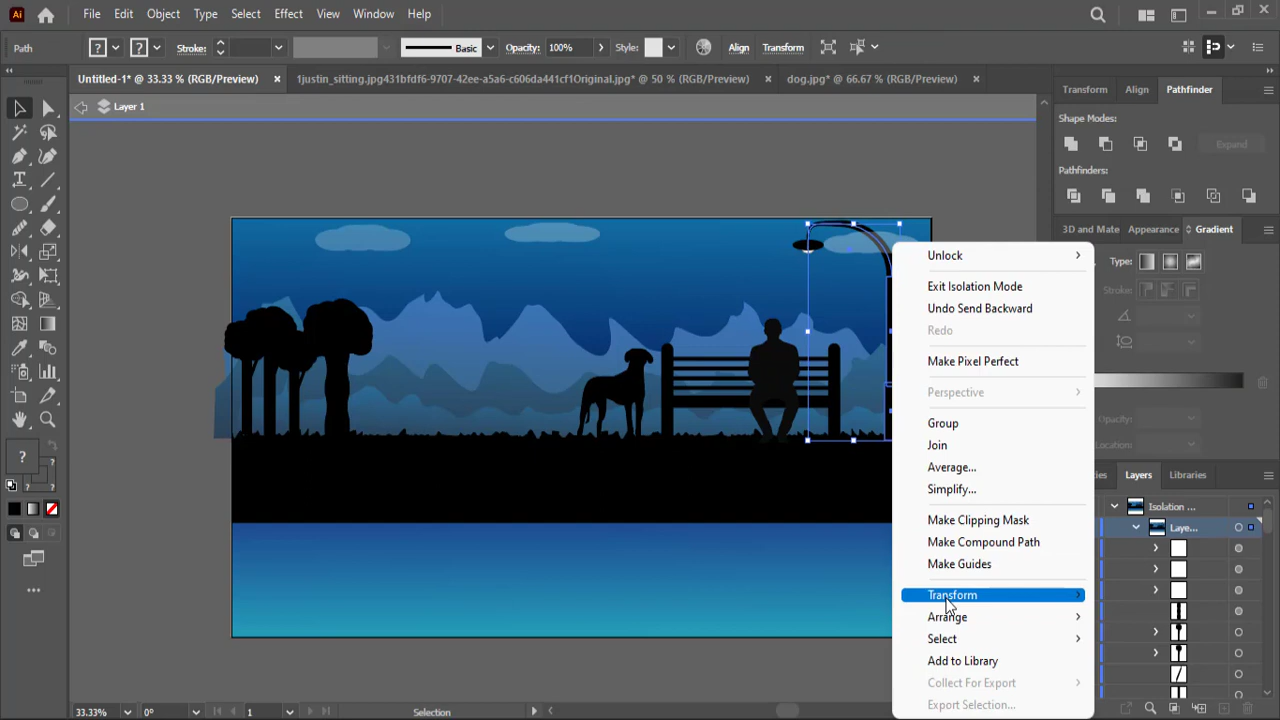 Ai File Edit Object Type Select Effect View Window Help
Path ? ? Stroke: Basic Opacity: 100% Style: Align Transform
Untitled-1* @ 33.33 % (RGB/Preview) × 1justin_sitting.jpg431bfdf6-9707-42ee-a5a6-c606da441cf1Original.jpg* @ 50 % (RGB/Preview) × dog.jpg* @ 66.67 % (RGB/Preview) ×
Layer 1
Transform Align Pathfinder
Shape Modes:
Expand
Pathfinders:
3D and Mate Appearance Gradient
Type:
Stroke:
Opacity:
Location:
Layers Libraries
Isolation ...
Laye...
Unlock
Exit Isolation Mode
Undo Send Backward
Redo
Make Pixel Perfect
Perspective
Group
Join
Average...
Simplify...
Make Clipping Mask
Make Compound Path
Make Guides
Transform
Arrange
Select
Add to Library
Collect For Export
Export Selection...
?
33.33% 0° 1 Selection